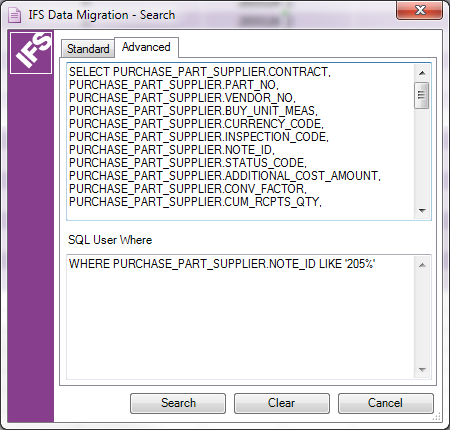 IFS Data Migration - Search
IFS
Standard
Advanced
SELECT PURCHASE_PART_SUPPLIER.CONTRACT,
PURCHASE_PART_SUPPLIER.PART_NO,
PURCHASE_PART_SUPPLIER.VENDOR_NO,
PURCHASE_PART_SUPPLIER.BUY_UNIT_MEAS,
PURCHASE_PART_SUPPLIER.CURRENCY_CODE,
PURCHASE_PART_SUPPLIER.INSPECTION_CODE,
PURCHASE_PART_SUPPLIER.NOTE_ID,
PURCHASE_PART_SUPPLIER.STATUS_CODE,
PURCHASE_PART_SUPPLIER.ADDITIONAL_COST_AMOUNT,
PURCHASE_PART_SUPPLIER.CONV_FACTOR,
PURCHASE_PART_SUPPLIER.CUM_RCPTS_QTY,
SQL User Where
WHERE PURCHASE_PART_SUPPLIER.NOTE_ID LIKE '205%'
Search
Clear
Cancel